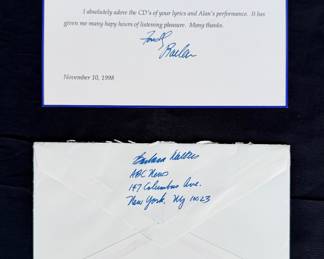 I absolutely adore the CD's of your lyrics and Alan's performance. It has
given me many hapy hours of listening pleasure. Many thanks.
November 10, 1998
Barbara Walters
ABC News
147 Columbus Ave.
New York, NY 10023